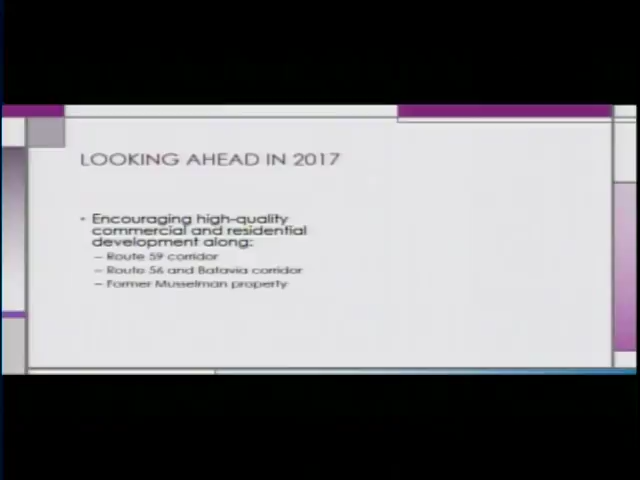 LOOKING AHEAD IN 2017
• Encouraging high-quality
commercial and residential
development along:
– Route 59 corridor
– Route 56 and Batavia corridor
– Former Musselman property